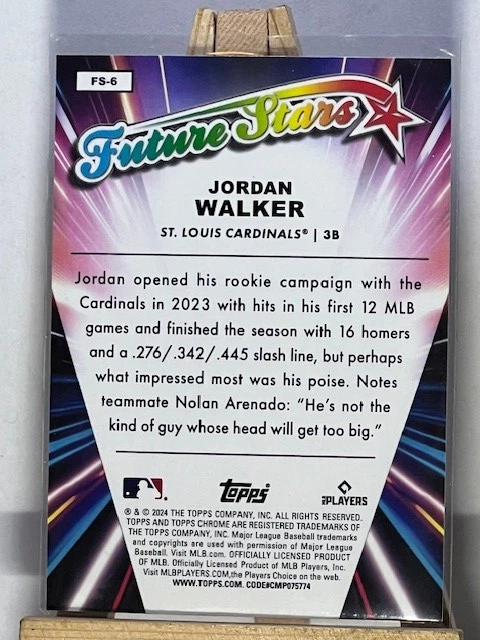 FS-6
Future Stars
JORDAN
WALKER
ST. LOUIS CARDINALS® | 3B
Jordan opened his rookie campaign with the
Cardinals in 2023 with hits in his first 12 MLB
games and finished the season with 16 homers
and a .276/.342/.445 slash line, but perhaps
what impressed most was his poise. Notes
teammate Nolan Arenado: “He’s not the
kind of guy whose head will get too big.”
Topps
PLAYERS
® & © 2024 THE TOPPS COMPANY, INC. ALL RIGHTS RESERVED.
TOPPS AND TOPPS CHROME ARE REGISTERED TRADEMARKS OF
THE TOPPS COMPANY, INC. Major League Baseball trademarks
and copyrights are used with permission of Major League
Baseball. Visit MLB.com. OFFICIALLY LICENSED PRODUCT
OF MLB. Officially Licensed Product of MLB Players, Inc.
Visit MLBPLAYERS.COM,the Players Choice on the web.
WWW.TOPPS.COM. CODE#CMP075774